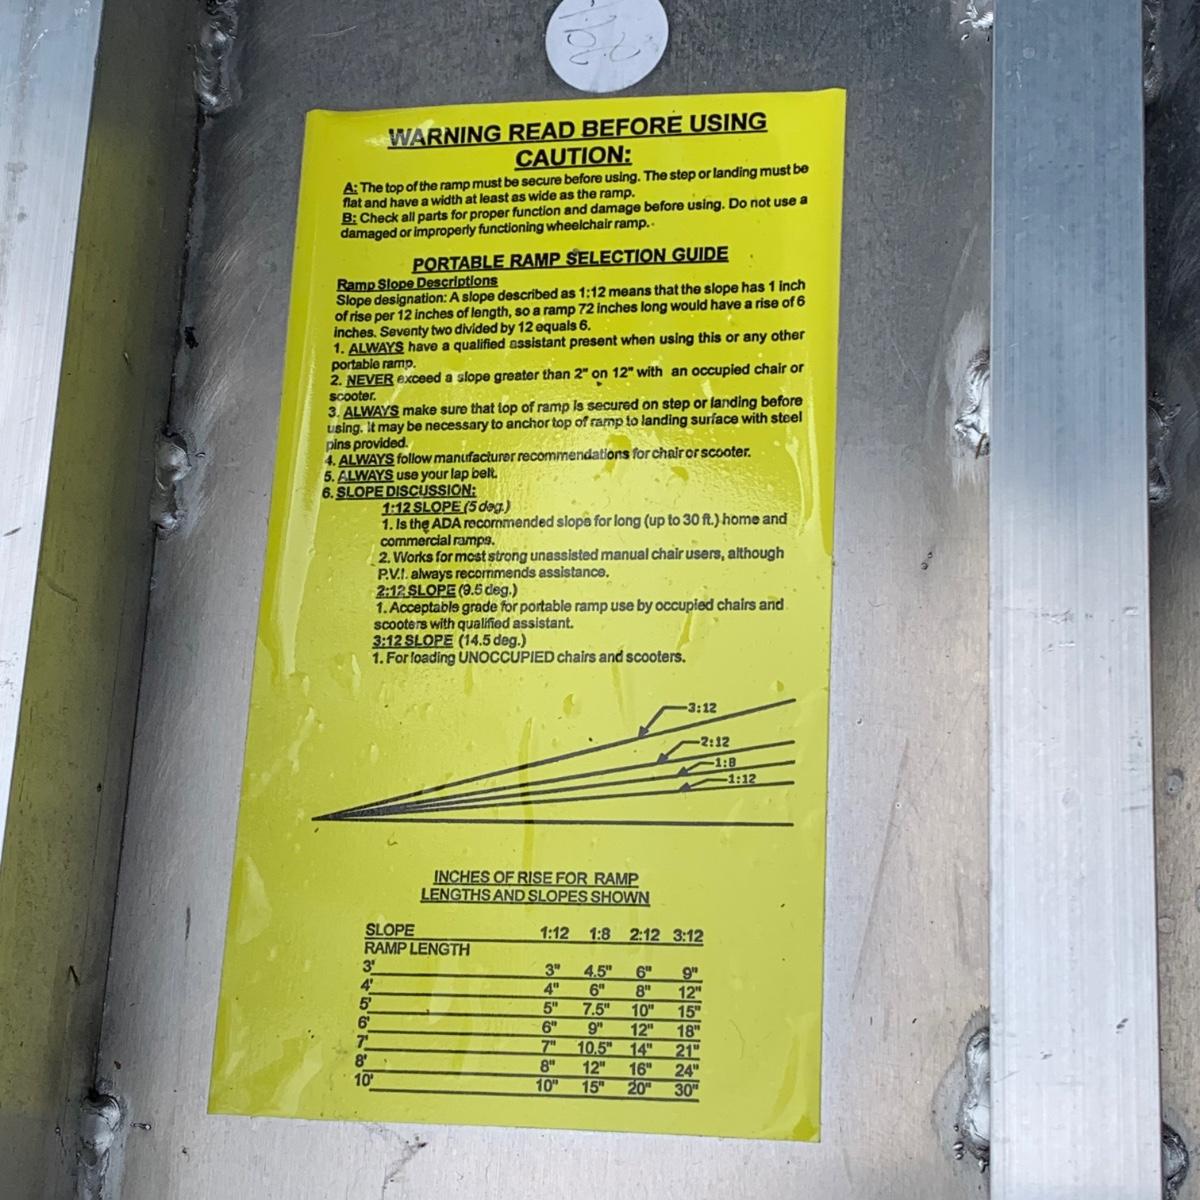 WARNING READ BEFORE USING
CAUTION:
A: The top of the ramp must be secure before using. The step or landing must be
flat and have a width at least as wide as the ramp.
B: Check all parts for proper function and damage before using. Do not use a
damaged or improperly functioning wheelchair ramp.
PORTABLE RAMP SELECTION GUIDE
Ramp Slope Descriptions
Slope designation: A slope described as 1:12 means that the slope has 1 inch
of rise per 12 inches of length, so a ramp 72 inches long would have a rise of 6
inches. Seventy two divided by 12 equals 6.
1. ALWAYS have a qualified assistant present when using this or any other
portable ramp.
2. NEVER exceed a slope greater than 2" on 12" with an occupied chair or
scooter.
3. ALWAYS make sure that top of ramp is secured on step or landing before
using. It may be necessary to anchor top of ramp to landing surface with steel
pins provided.
4. ALWAYS follow manufacturer recommendations for chair or scooter.
5. ALWAYS use your lap belt.
6. SLOPE DISCUSSION:
1:12 SLOPE (5 deg.)
1. Is the ADA recommended slope for long (up to 30 ft.) home and
commercial ramps.
2. Works for most strong unassisted manual chair users, although
P.V.I. always recommends assistance.
2:12 SLOPE (9.5 deg.)
1. Acceptable grade for portable ramp use by occupied chairs and
scooters with qualified assistant.
3:12 SLOPE (14.5 deg.)
1. For loading UNOCCUPIED chairs and scooters.
3:12
2:12
1:8
1:12
INCHES OF RISE FOR RAMP
LENGTHS AND SLOPES SHOWN
SLOPE 1:12 1:8 2:12 3:12
RAMP LENGTH
3' 3" 4.5" 6" 9"
4' 4" 6" 8" 12"
5' 5" 7.5" 10" 15"
6' 6" 9" 12" 18"
7' 7" 10.5" 14" 21"
8' 8" 12" 16" 24"
10' 10" 15" 20" 30"